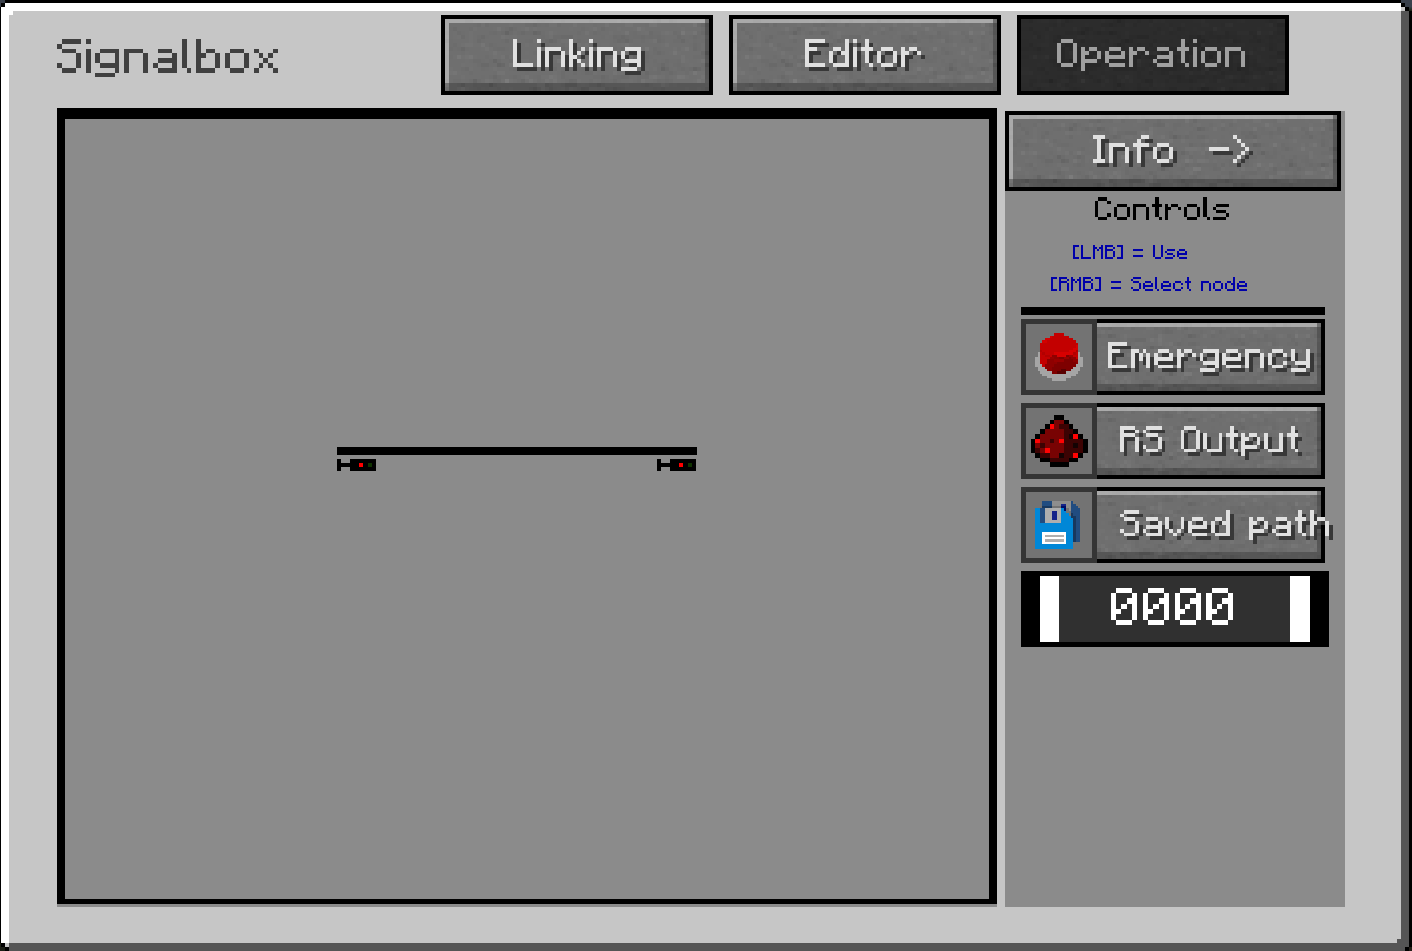 Signalbox
Linking
Editor
Operation
Info ->
Controls
[LMB] = Use
[RMB] = Select node
Emergency
RS Output
Saved path
0000